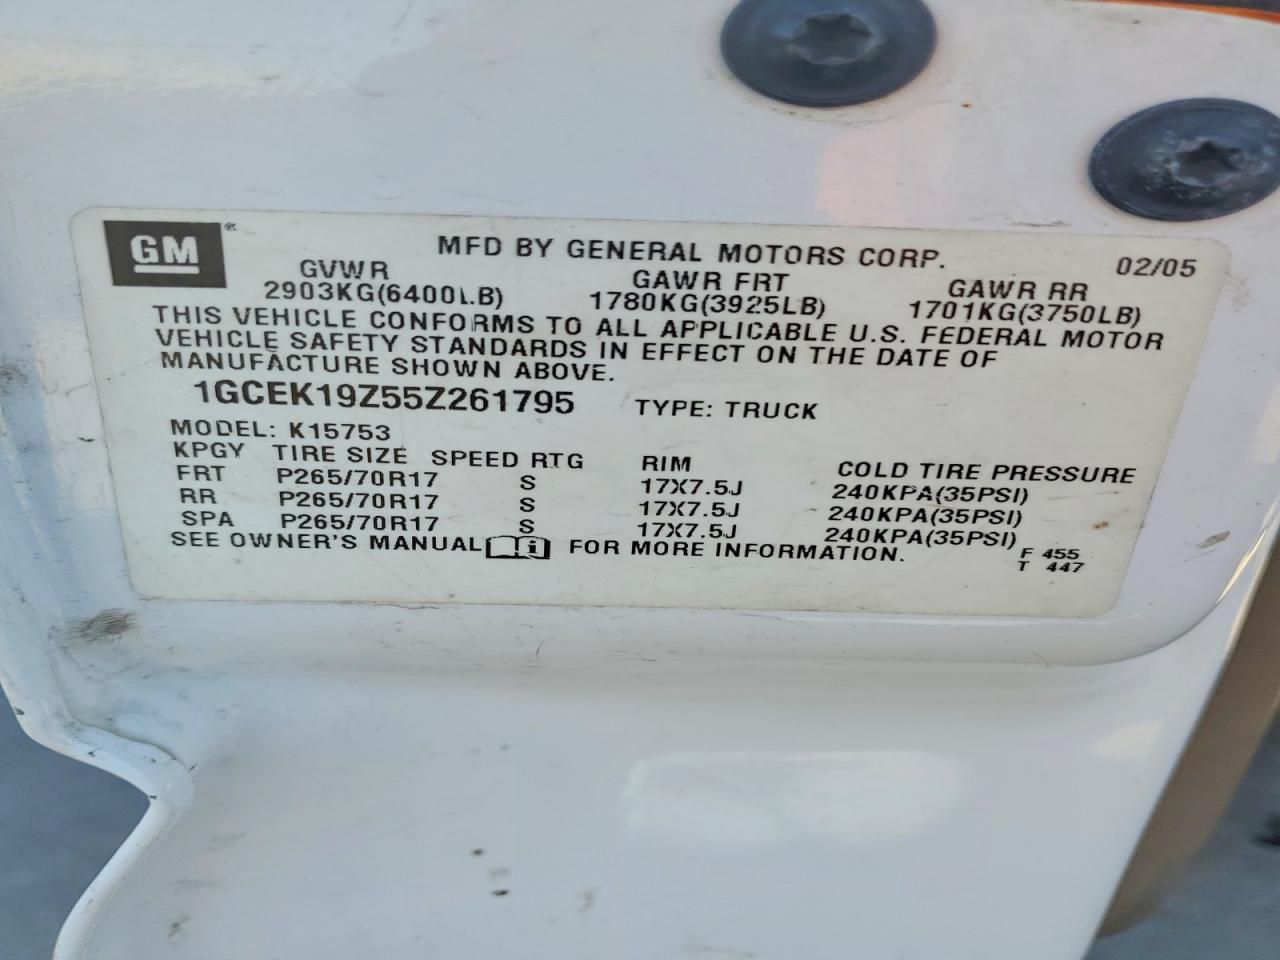 GM®
MFD BY GENERAL MOTORS CORP. 02/05
GVWR GAWR FRT GAWR RR
2903KG(6400LB) 1780KG(3925LB) 1701KG(3750LB)
THIS VEHICLE CONFORMS TO ALL APPLICABLE U.S. FEDERAL MOTOR
VEHICLE SAFETY STANDARDS IN EFFECT ON THE DATE OF
MANUFACTURE SHOWN ABOVE.
1GCEK19Z55Z261795 TYPE: TRUCK
MODEL: K15753
KPGY TIRE SIZE SPEED RTG RIM COLD TIRE PRESSURE
FRT P265/70R17 S 17X7.5J 240KPA(35PSI)
RR P265/70R17 S 17X7.5J 240KPA(35PSI)
SPA P265/70R17 S 17X7.5J 240KPA(35PSI)
SEE OWNER'S MANUAL i FOR MORE INFORMATION. F 455
T 447